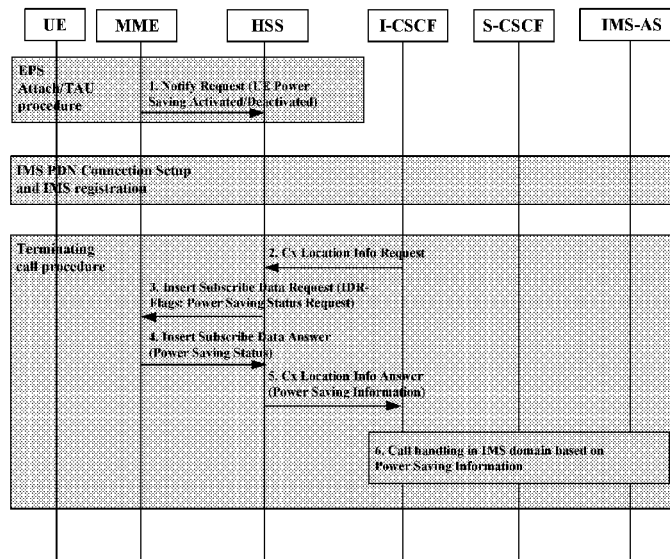 UE MME HSS I-CSCF S-CSCF IMS-AS
EPS
Attach/TAU
procedure
1. Notify Request (UE Power
Saving Activated/Deactivated)
IMS PDN Connection Setup
and IMS registration
Terminating
call procedure
2. Cx Location Info Request
3. Insert Subscribe Data Request (IDR-
Flags: Power Saving Status Request)
4. Insert Subscribe Data Answer
(Power Saving Status)
5. Cx Location Info Answer
(Power Saving Information)
6. Call handling in IMS domain based on
Power Saving Information